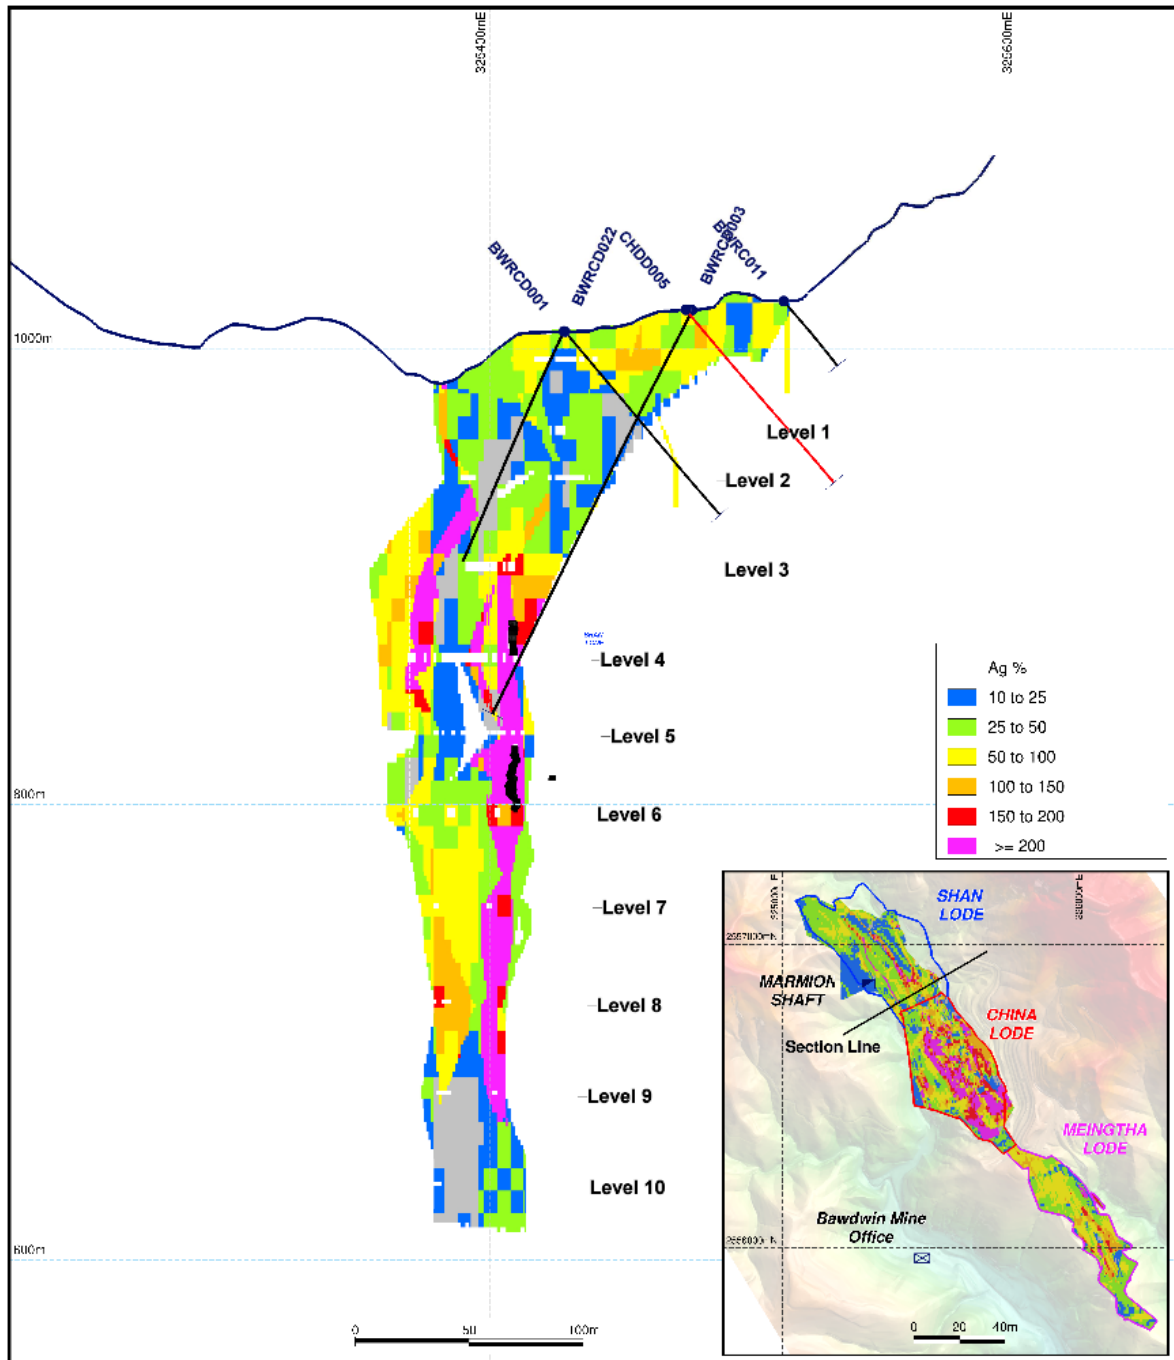 325400mE
325600mE
BWRCD001
BWRCD022
CHDD005
BWRC011
1000m
Level 1
Level 2
Level 3
SHAN
Level 4
Level 5
800m
Level 6
Level 7
Level 8
Level 9
Level 10
600m
0 50 100m
Ag %
10 to 25
25 to 50
50 to 100
100 to 150
150 to 200
>= 200
SHAN
LODE
2557000mN
MARMION
SHAFT
CHINA
LODE
Section Line
MEINGTHA
LODE
Bawdwin Mine
Office
2556000mN
0 20 40m